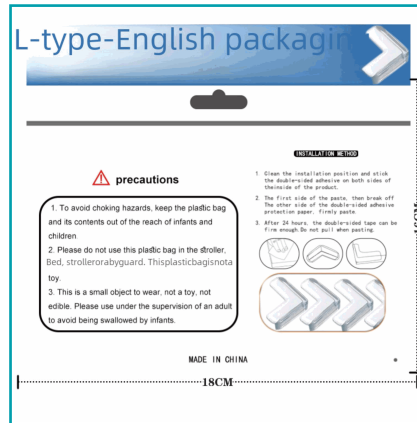 L-type-English packagin
INSTALLATION METHOD
precautions
1. To avoid choking hazards, keep the plastic bag
and its contents out of the reach of infants and
children
2. Please do not use this plastic bag in the stroller,
Bed, strollerorabyguard. Thisplasticbagisnota
toy.
3. This is a small object to wear, not a toy, not
edible. Please use under the supervision of an adult
to avoid being swallowed by infants.
1. Clean the installation position and stick
the double-sided adhesive on both sides of
theinside of the product.
2. The first side of the paste, then break off
The other side of the double-sided adhesive
protection paper, firmly paste
3. After 24 hours, the double-sided tape can be
firm enough.Do not pull when pasting.
MADE IN CHINA
18CM